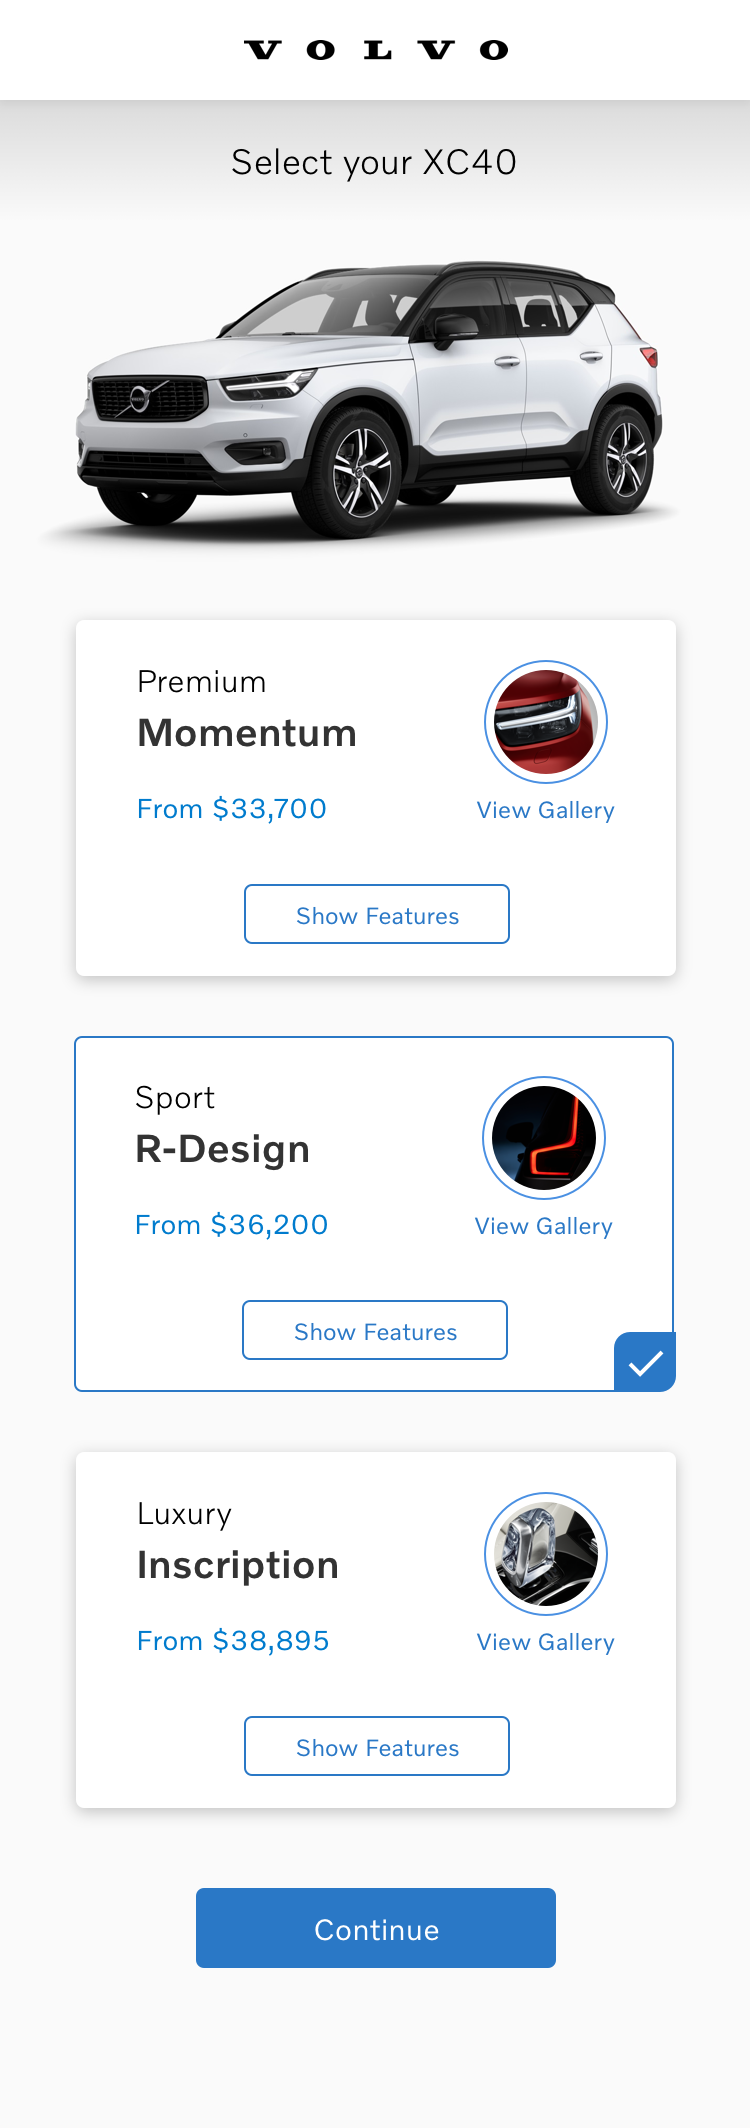 VOLVO
Select your XC40
Premium
Momentum
From $33,700
View Gallery
Show Features
Sport
R-Design
From $36,200
View Gallery
Show Features
Luxury
Inscription
From $38,895
View Gallery
Show Features
Continue